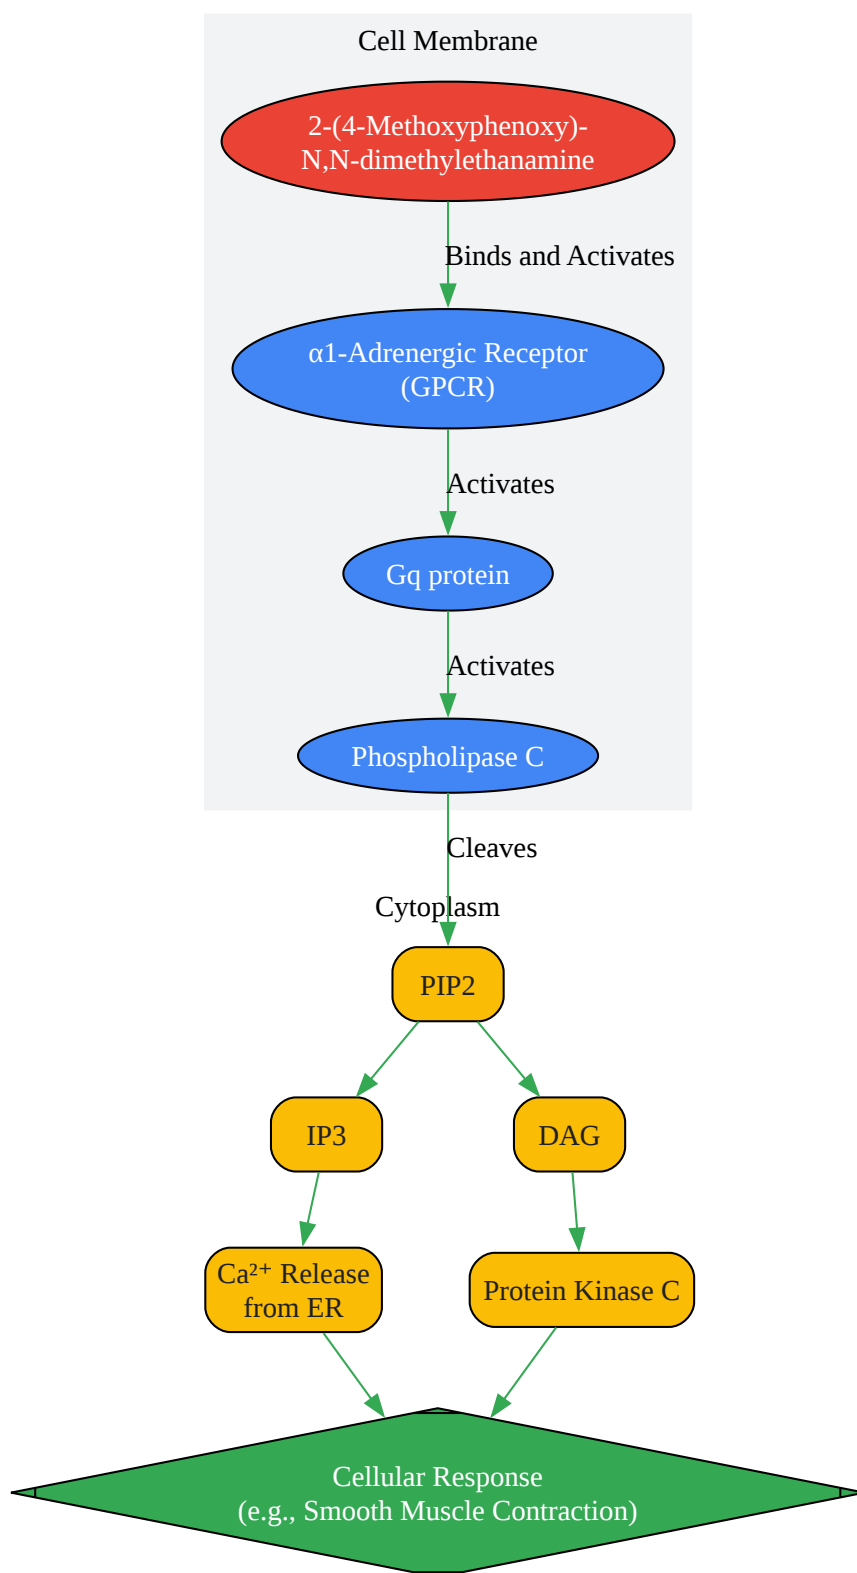 Cell Membrane
2-(4-Methoxyphenoxy)-
N,N-dimethylethanamine
Binds and Activates
α1-Adrenergic Receptor
(GPCR)
Activates
Gq protein
Activates
Phospholipase C
Cleaves
Cytoplasm
PIP2
IP3
DAG
Ca²⁺ Release
from ER
Protein Kinase C
Cellular Response
(e.g., Smooth Muscle Contraction)